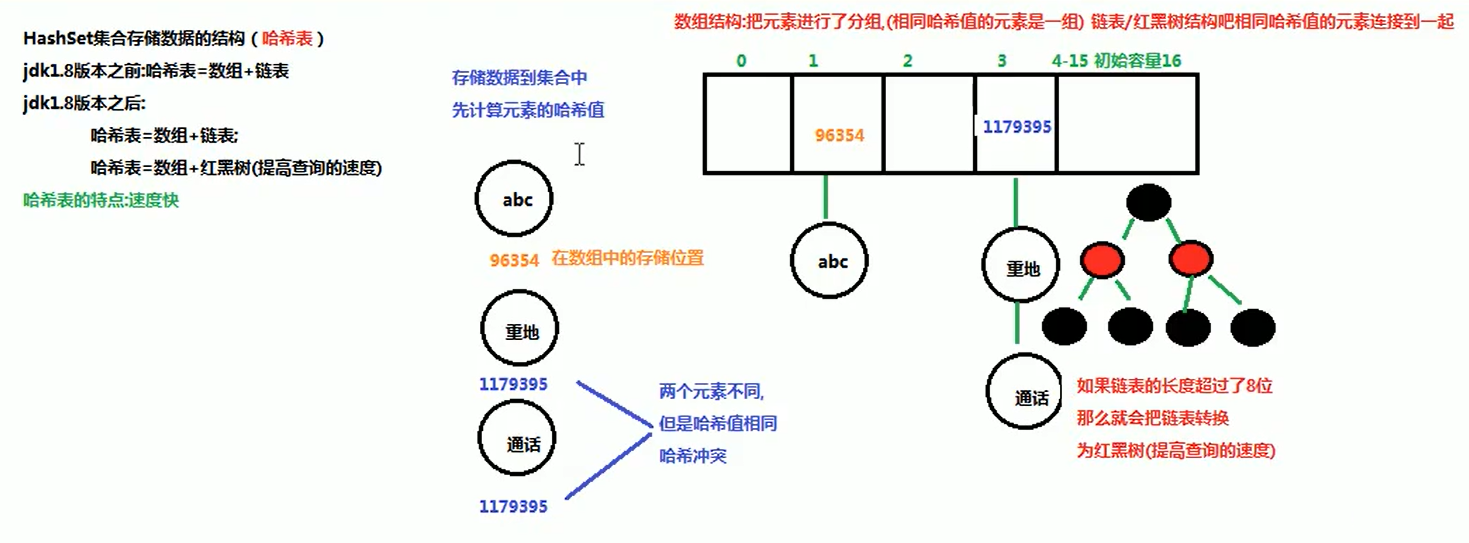 数组结构:把元素进行了分组,(相同哈希值的元素是一组) 链表/红黑树结构吧相同哈希值的元素连接到一起
HashSet集合存储数据的结构（哈希表）
jdk1.8版本之前:哈希表=数组+链表
jdk1.8版本之后:
哈希表=数组+链表;
哈希表=数组+红黑树(提高查询的速度)
哈希表的特点:速度快
存储数据到集合中
先计算元素的哈希值
abc
96354 在数组中的存储位置
重地
1179395
通话
1179395
两个元素不同,
但是哈希值相同
哈希冲突
0 1 2 3 4-15 初始容量16
96354 1179395
abc 重地
通话
如果链表的长度超过了8位
那么就会把链表转换
为红黑树(提高查询的速度)